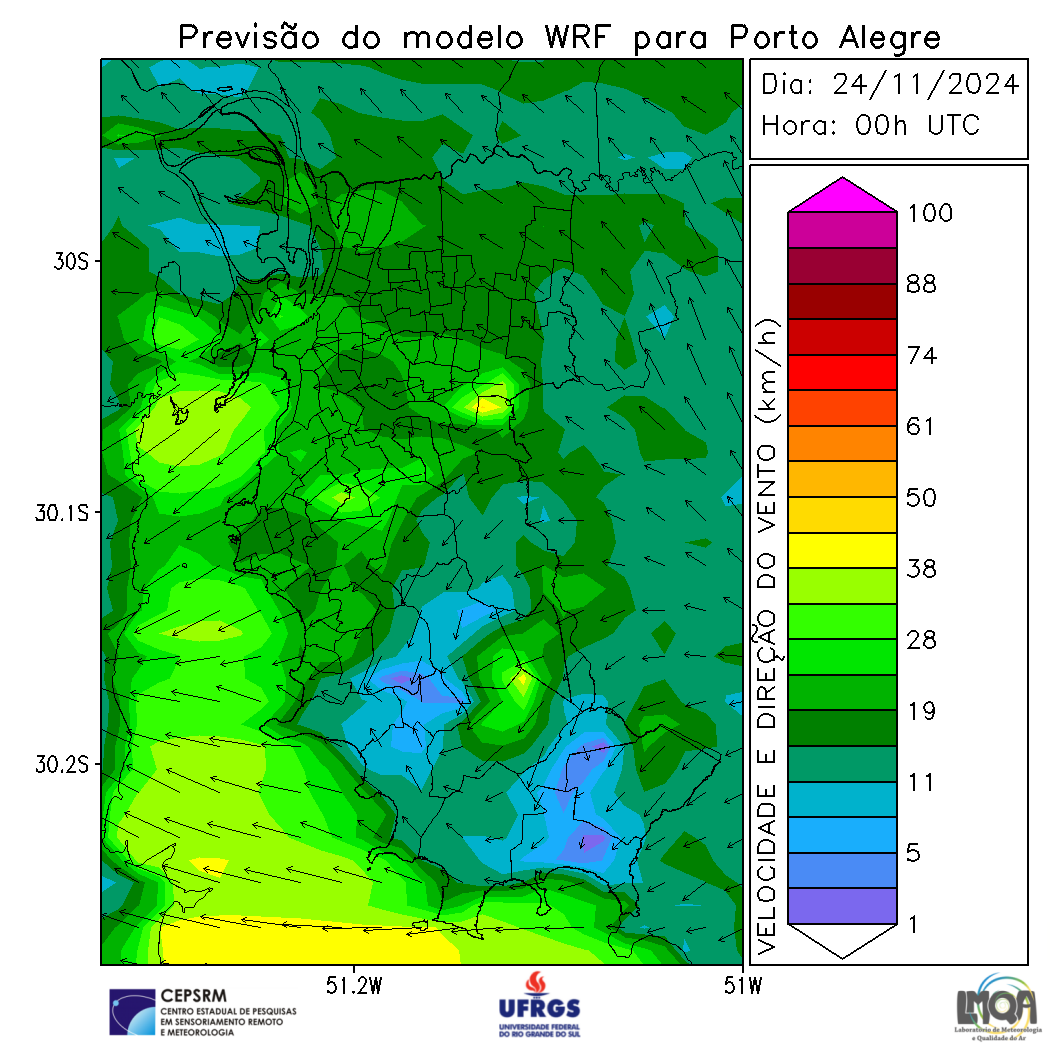 Previsão do modelo WRF para Porto Alegre
Dia: 24/11/2024
Hora: 00h UTC
30S
30.1S
30.2S
51.2W
51W
VELOCIDADE E DIREÇÃO DO VENTO (km/h)
100
88
74
61
50
38
28
19
11
5
1
CEPSRM
CENTRO ESTADUAL DE PESQUISAS
EM SENSORIAMENTO REMOTO
E METEOROLOGIA
UFRGS
UNIVERSIDADE FEDERAL
DO RIO GRANDE DO SUL
LMQA
Laboratório de Meteorologia
e Qualidade do Ar